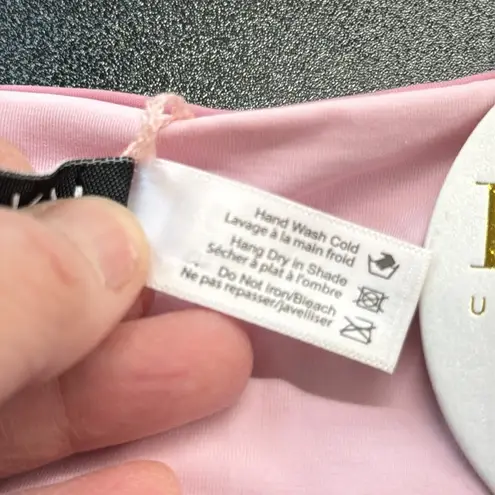 Hand Wash Cold
Lavage à la main froid
Hang Dry in Shade
Sécher à plat à l'ombre
Do Not Iron/Bleach
Ne pas repasser/javelliser
U